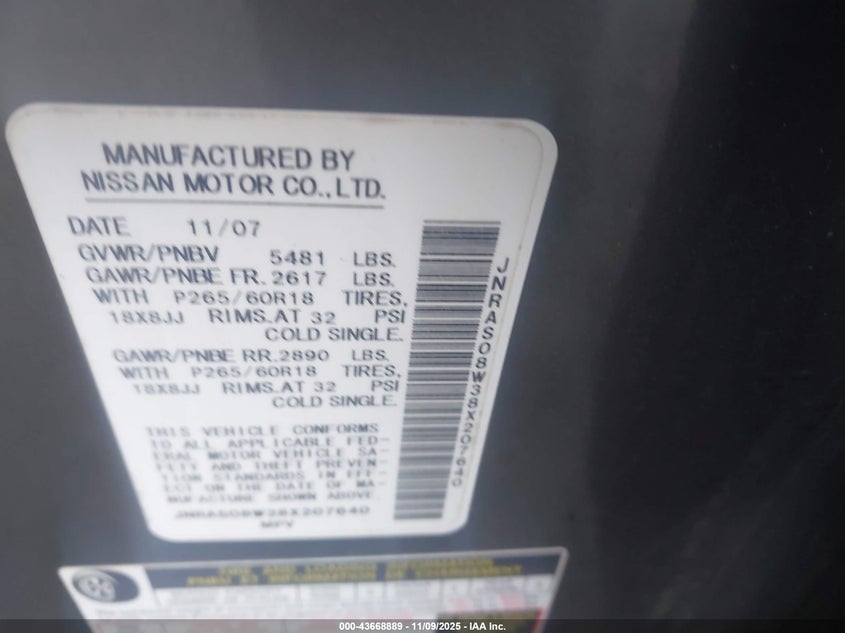 MANUFACTURED BY
NISSAN MOTOR CO., LTD.
DATE 11/07
GVWR/PNBV 5481 LBS.
GAWR/PNBE FR. 2617 LBS.
WITH P265/60R18 TIRES,
18X8JJ RIMS. AT 32 PSI
COLD SINGLE.
GAWR/PNBE RR. 2890 LBS.
WITH P265/60R18 TIRES,
18X8JJ RIMS. AT 32 PSI
COLD SINGLE.
THIS VEHICLE CONFORMS
TO ALL APPLICABLE FED-
ERAL MOTOR VEHICLE SA-
FETY AND THEFT PREVEN-
TION STANDARDS IN EFF-
ECT ON THE DATE OF MA-
NUFACTURE SHOWN ABOVE.
MPV
JNRAS08W38X207640
TIRE AND LOADING INFORMATION
000-43668889 - 11/09/2025 - IAA Inc.